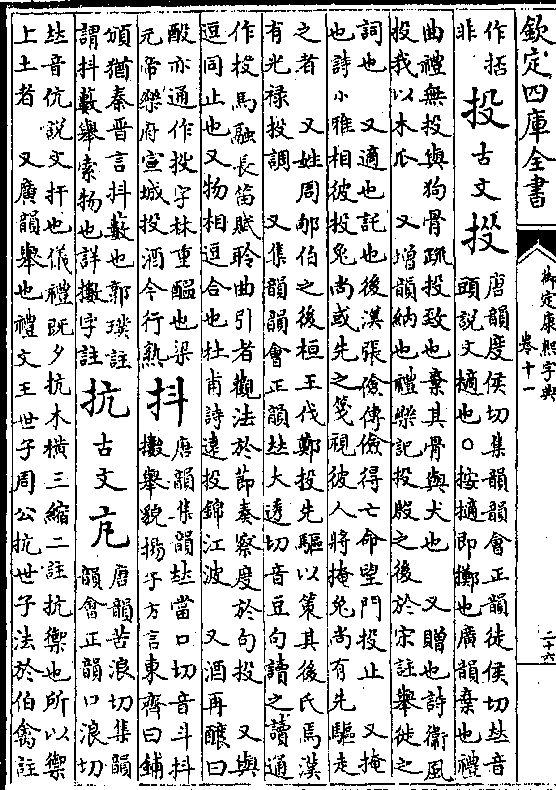 欽定四庫全書
御定康熙字典
卷十一
二十六
作捂
非
投
古文
㩒
唐韻度侯切集韻韻會正韻徒侯切𠀤音
頭說文擿也○按擿即擲也廣韻棄也禮
曲禮無投與狗骨疏投致也棄其骨與犬也 又贈也詩衞風
投我以木瓜 又增韻納也禮樂記投殷之後於宋註舉徙之
詞也 又適也託也後漢張儉傳儉得亡命望門投止 又掩
也詩小雅相彼投兔尚或先之箋視彼人將掩兔尚有先驅走
之者 又姓周郇伯之後桓王伐鄭投先驅以策其後氏焉漢
有光祿投調 又集韻韻會正韻𠀤大透切音豆句讀之讀通
作投馬融長笛賦聆曲引者觀法於節奏察度於句投 又與
逗同止也又物相逗合也杜甫詩遠投錦江波 又酒再釀曰
酘亦通作投字林重醖也梁
元帝樂府宣城投酒今行熟
抖
唐韻集韻𠀤當口切音斗抖
擻舉貌揚子方言東齊曰鋪
頒猶秦晉言抖藪也郭璞註
謂抖藪舉索物也詳擻字註
抗
古文
㞧
唐韻苦浪切集韻
韻會正韻口浪切
𠀤音伉說文扞也儀禮既夕抗木橫三縮二註抗禦也所以禦
止土者 又廣韻舉也禮文王世子周公抗世子法於伯禽註